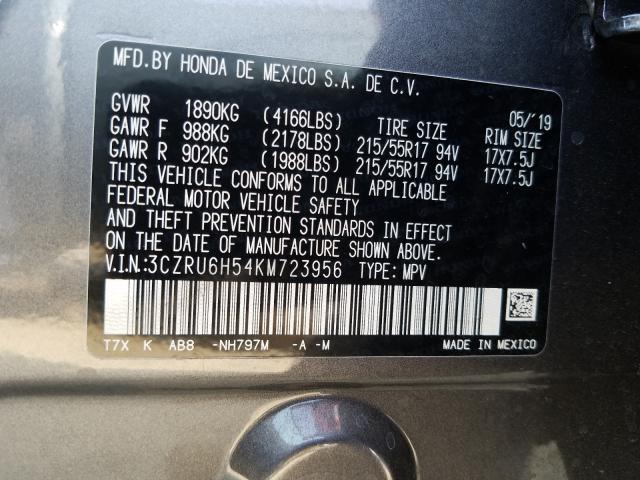 MFD.BY HONDA DE MEXICO S.A. DE C.V.
05/'19
GVWR 1890KG (4166LBS) TIRE SIZE RIM SIZE
GAWR F 988KG (2178LBS) 215/55R17 94V 17X7.5J
GAWR R 902KG (1988LBS) 215/55R17 94V 17X7.5J
THIS VEHICLE CONFORMS TO ALL APPLICABLE
FEDERAL MOTOR VEHICLE SAFETY
AND THEFT PREVENTION STANDARDS IN EFFECT
ON THE DATE OF MANUFACTURE SHOWN ABOVE.
V.I.N:3CZRU6H54KM723956 TYPE: MPV
T7X K AB8 -NH797M -A -M MADE IN MEXICO